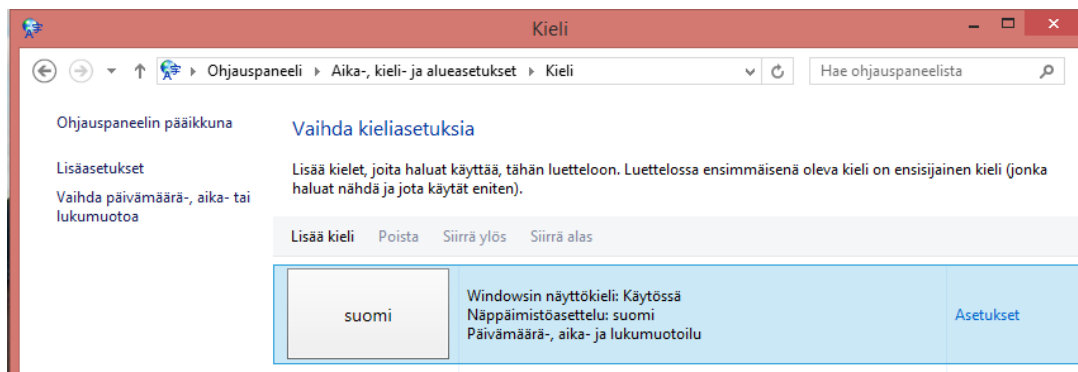 Kieli
Ohjauspaneeli ▸ Aika-, kieli- ja alueasetukset ▸ Kieli
Hae ohjauspaneelista
Ohjauspaneelin pääikkuna
Lisäasetukset
Vaihda päivämäärä-, aika- tai
lukumuotoa
Vaihda kieliasetuksia
Lisää kielet, joita haluat käyttää, tähän luetteloon. Luettelossa ensimmäisenä oleva kieli on ensisijainen kieli (jonka
haluat nähdä ja jota käytät eniten).
Lisää kieli Poista Siirrä ylös Siirrä alas
suomi
Windowsin näyttökieli: Käytössä
Näppäimistöasettelu: suomi
Päivämäärä-, aika- ja lukumuotoilu
Asetukset